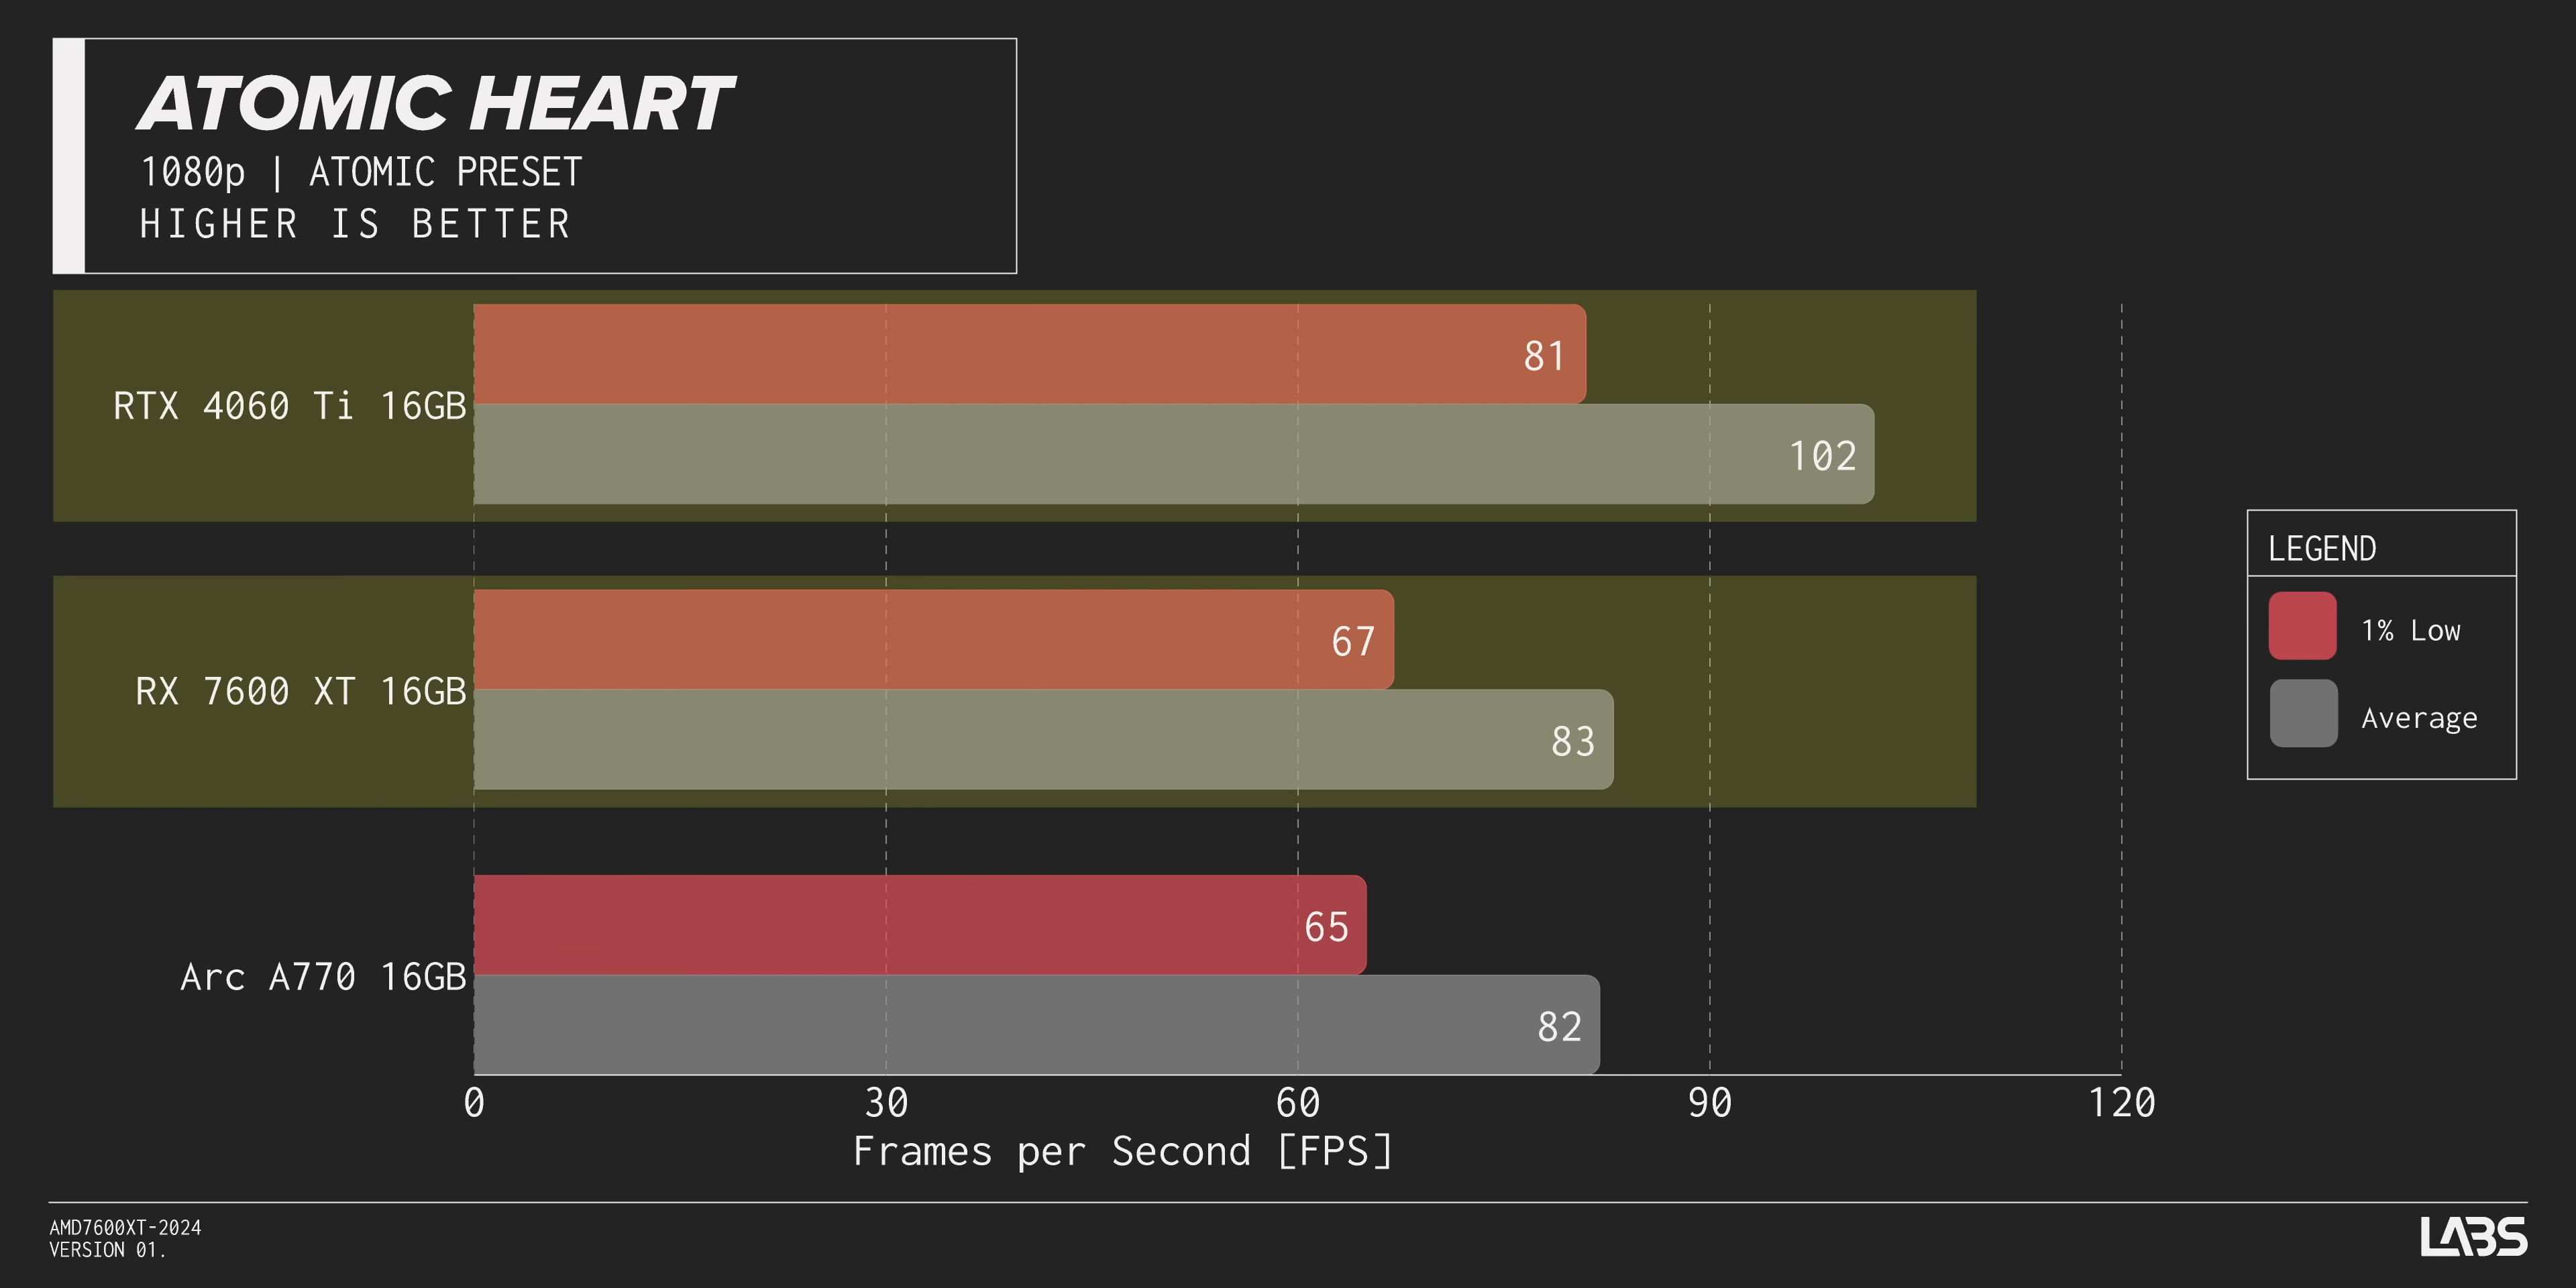 ATOMIC HEART
1080p | ATOMIC PRESET
HIGHER IS BETTER
RTX 4060 Ti 16GB
81
102
RX 7600 XT 16GB
67
83
Arc A770 16GB
65
82
0 30 60 90 120
Frames per Second [FPS]
LEGEND
1% Low
Average
AMD7600XT-2024
VERSION 01.
LABS